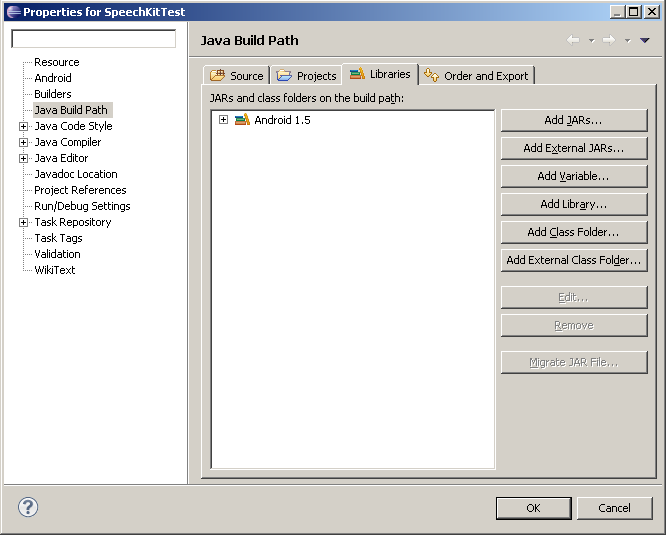 Properties for SpeechKitTest
Resource
Android
Builders
Java Build Path
Java Code Style
Java Compiler
Java Editor
Javadoc Location
Project References
Run/Debug Settings
Task Repository
Task Tags
Validation
WikiText
Java Build Path
Source
Projects
Libraries
Order and Export
JARs and class folders on the build path:
Android 1.5
Add JARs...
Add External JARs...
Add Variable...
Add Library...
Add Class Folder...
Add External Class Folder...
Edit...
Remove
Migrate JAR File...
?
OK
Cancel